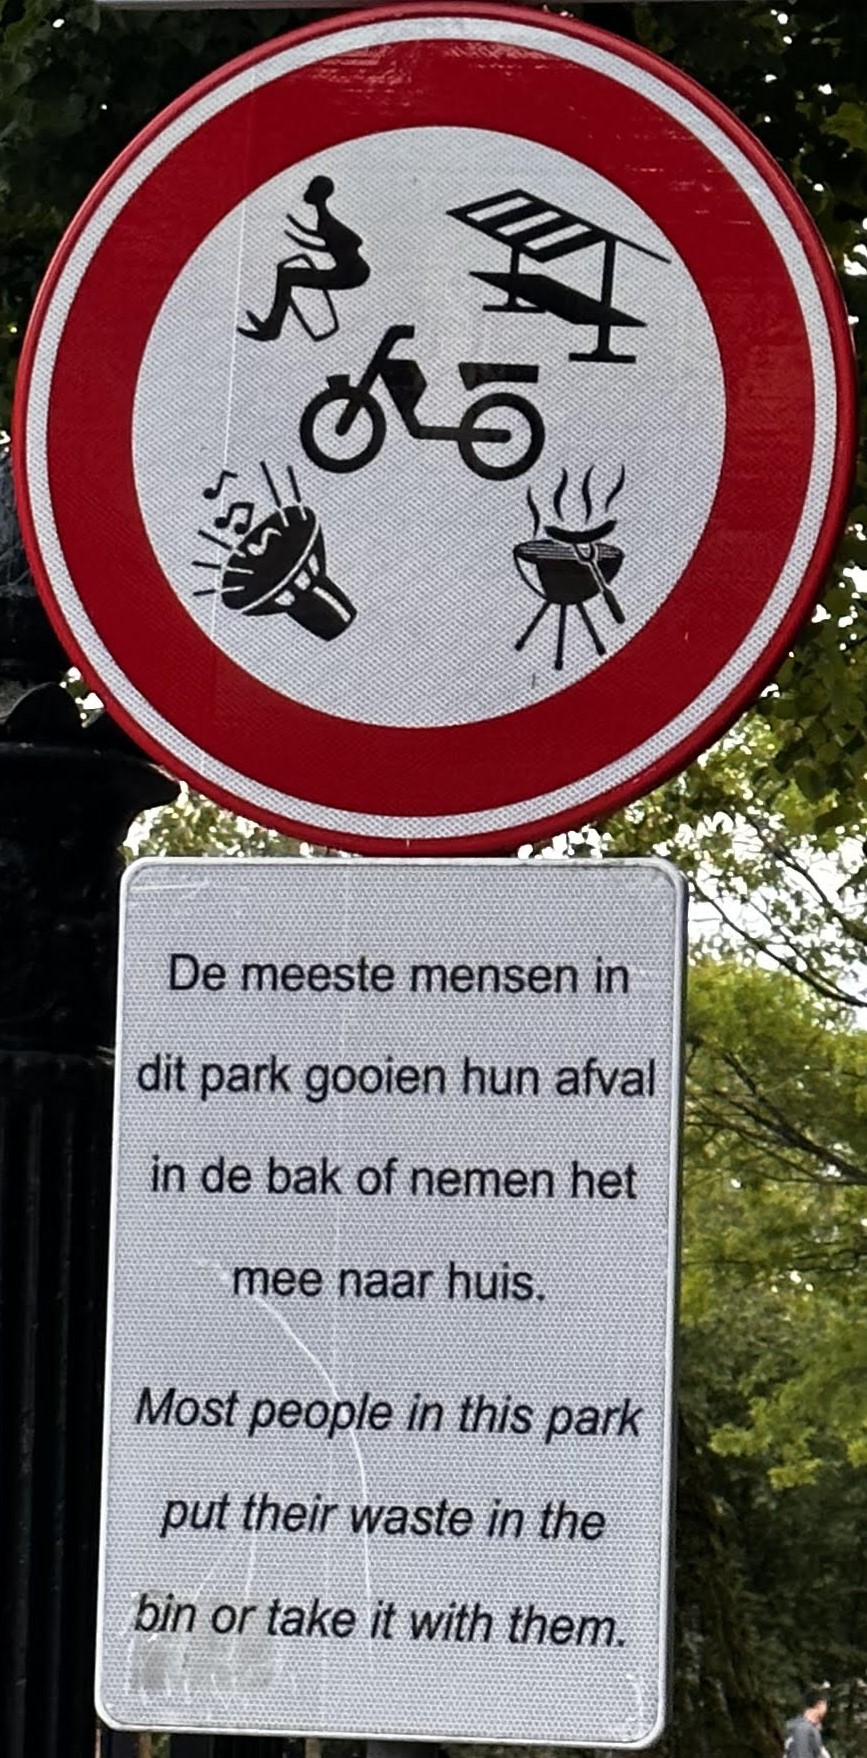 De meeste mensen in
dit park gooien hun afval
in de bak of nemen het
mee naar huis.
Most people in this park
put their waste in the
bin or take it with them.